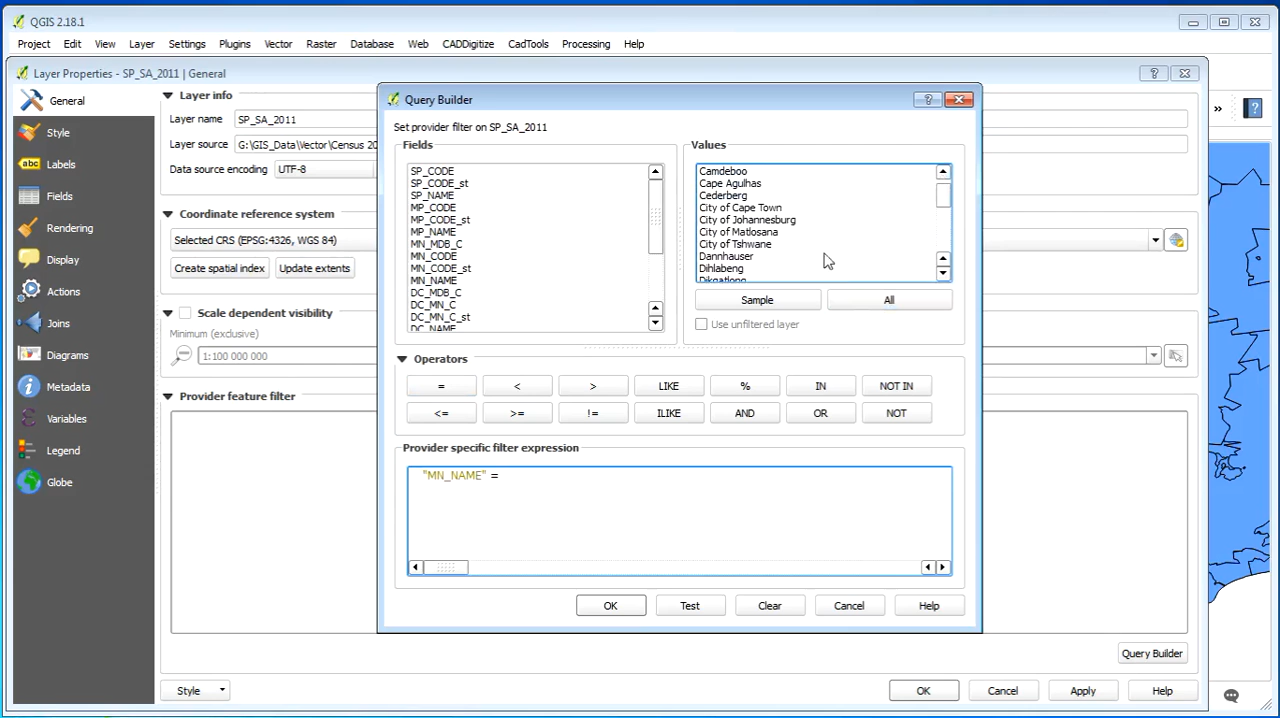 QGIS 2.18.1
Project Edit View Layer Settings Plugins Vector Raster Database Web CADDigitize CadTools Processing Help
Layer Properties - SP_SA_2011 | General
General
Style
Labels
Fields
Rendering
Display
Actions
Joins
Diagrams
Metadata
Variables
Legend
Globe
Layer info
Layer name SP_SA_2011
Layer source G:\GIS_Data\Vector\Census 20
Data source encoding UTF-8
Coordinate reference system
Selected CRS (EPSG:4326, WGS 84)
Create spatial index Update extents
Scale dependent visibility
Minimum (exclusive)
1:100 000 000
Provider feature filter
Query Builder
Set provider filter on SP_SA_2011
Fields
SP_CODE
SP_CODE_st
SP_NAME
MP_CODE
MP_CODE_st
MP_NAME
MN_MDB_C
MN_CODE
MN_CODE_st
MN_NAME
DC_MDB_C
DC_MN_C
DC_MN_C_st
DC_NAME
Values
Camdeboo
Cape Agulhas
Cederberg
City of Cape Town
City of Johannesburg
City of Matlosana
City of Tshwane
Dannhauser
Dihlabeng
Dikgatlong
Sample All
Use unfiltered layer
Operators
= < > LIKE % IN NOT IN
<= >= != ILIKE AND OR NOT
Provider specific filter expression
"MN_NAME" =
OK Test Clear Cancel Help
Query Builder
Style OK Cancel Apply Help
»